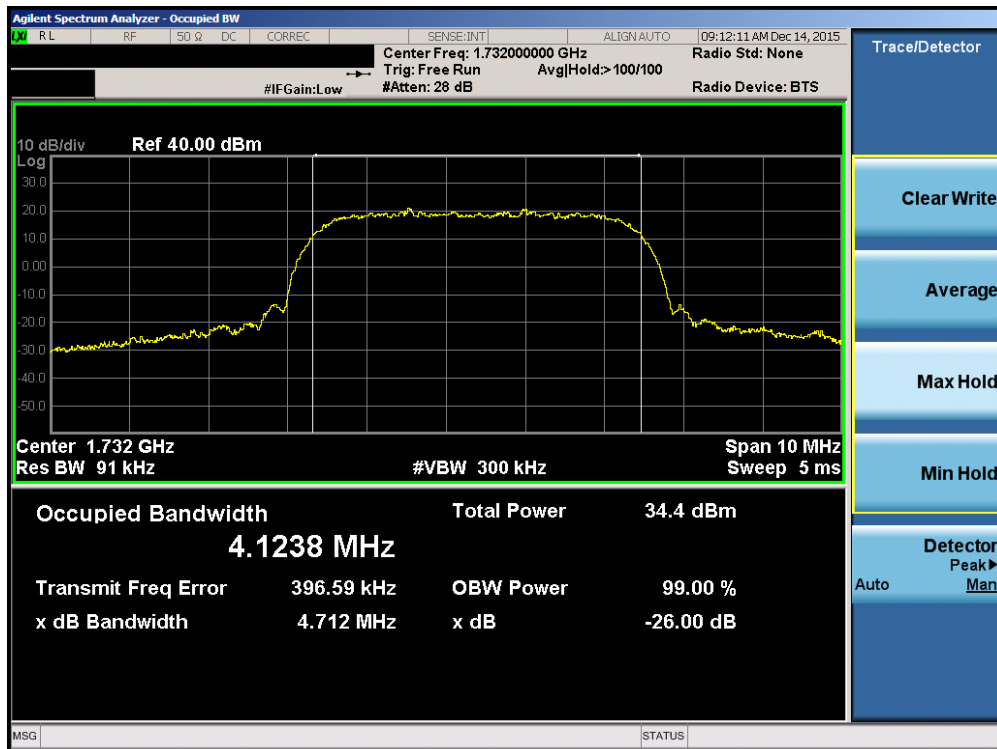 Agilent Spectrum Analyzer - Occupied BW
LXI RL RF 50 Ω DC CORREC SENSE:INT ALIGN AUTO 09:12:11 AM Dec 14, 2015
Center Freq: 1.732000000 GHz Radio Std: None
Trig: Free Run Avg|Hold:>100/100
#IFGain:Low #Atten: 28 dB Radio Device: BTS
10 dB/div Ref 40.00 dBm
Log
30.0
20.0
10.0
0.00
-10.0
-20.0
-30.0
-40.0
-50.0
Center 1.732 GHz Span 10 MHz
Res BW 91 kHz #VBW 300 kHz Sweep 5 ms
Occupied Bandwidth Total Power 34.4 dBm
4.1238 MHz
Transmit Freq Error 396.59 kHz OBW Power 99.00 %
x dB Bandwidth 4.712 MHz x dB -26.00 dB
MSG STATUS
Trace/Detector
Clear Write
Average
Max Hold
Min Hold
Detector
Peak▶
Auto Man